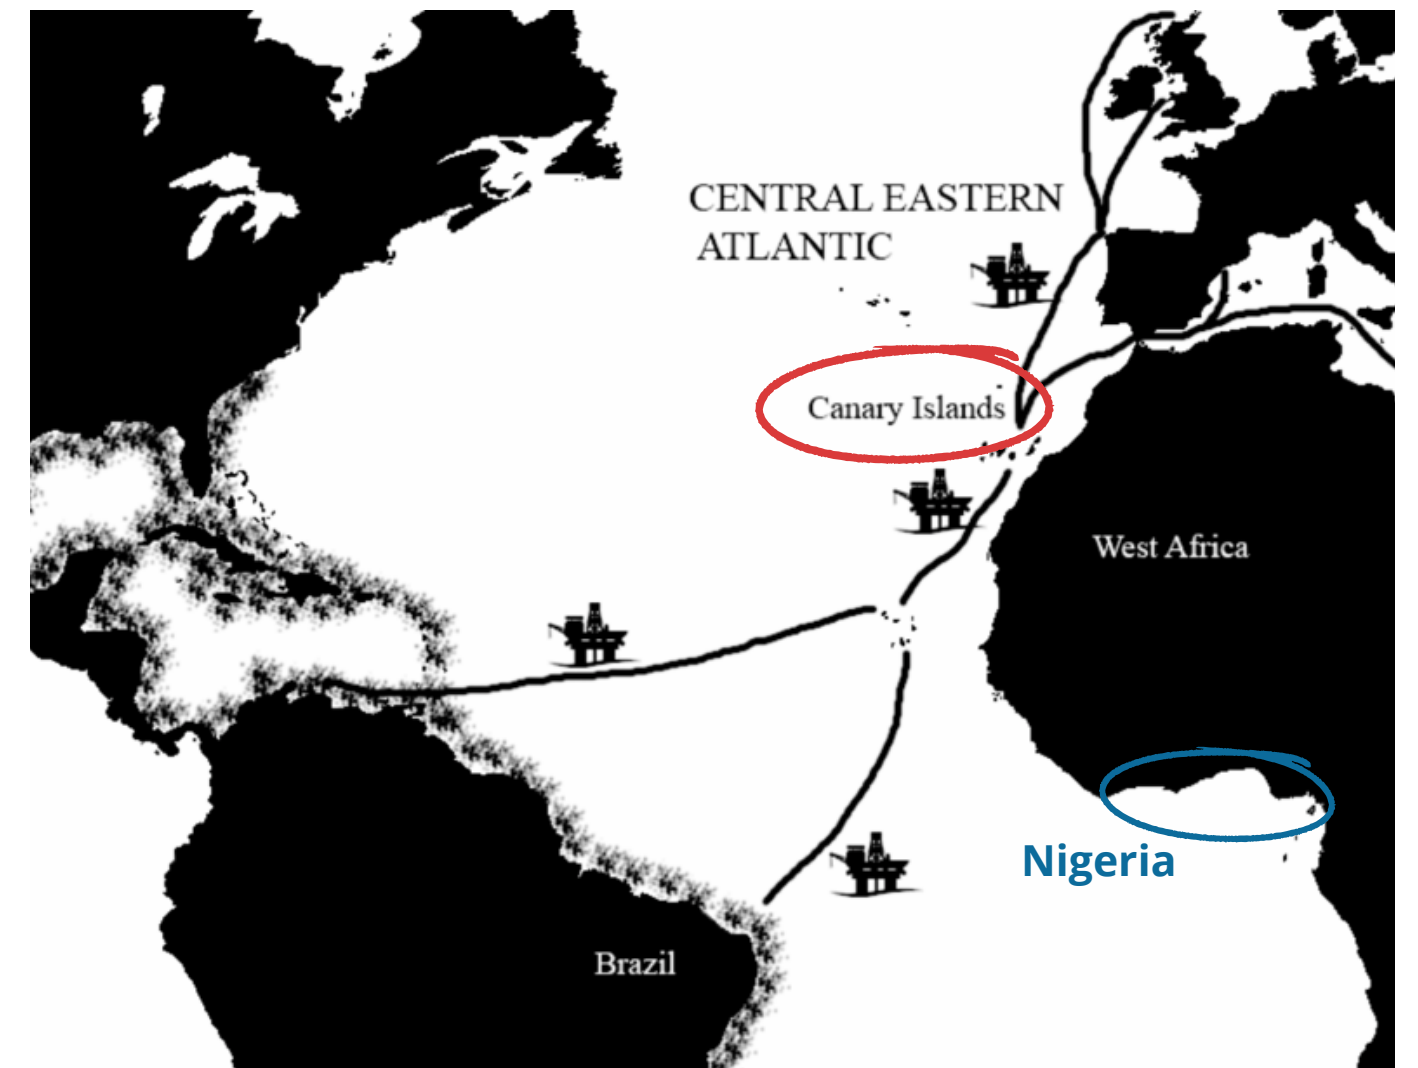 CENTRAL EASTERN
ATLANTIC
Canary Islands
West Africa
Nigeria
Brazil